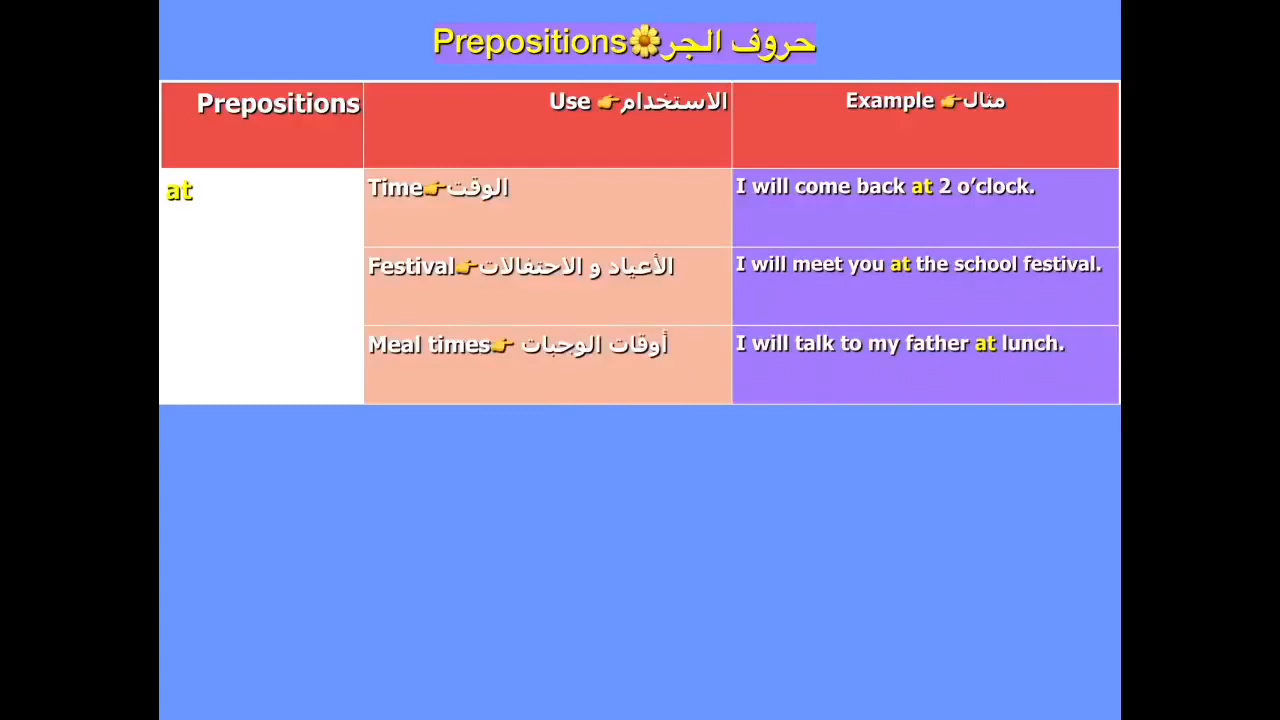 Prepositions🌼حروف الجر
Prepositions
Use 👉الاستخدام
Example 👉مثال
at
Time👉الوقت
I will come back at 2 o’clock.
Festival👉الأعياد و الاحتفالات
I will meet you at the school festival.
Meal times👉 أوقات الوجبات
I will talk to my father at lunch.